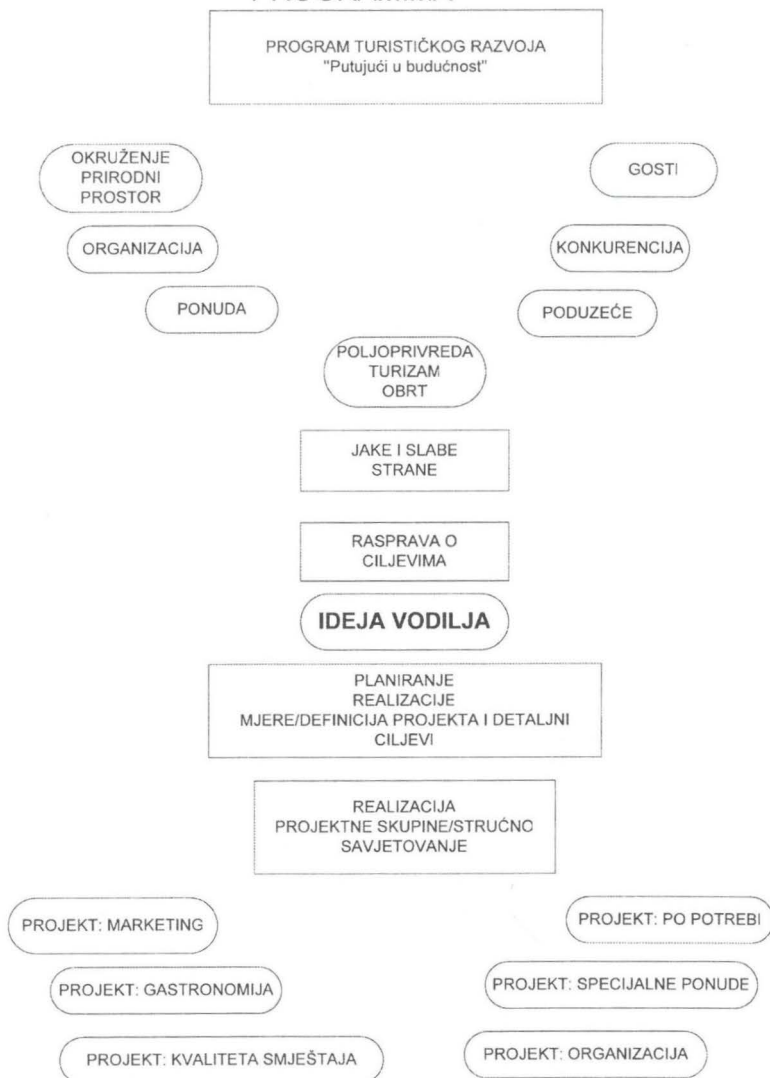 PROGRAM TURISTIČKOG RAZVOJA
"Putujući u budućnost"
OKRUŽENJE
PRIRODNI
PROSTOR
GOSTI
ORGANIZACIJA
KONKURENCIJA
PONUDA
PODUZEĆE
POLJOPRIVREDA
TURIZAM
OBRT
JAKE I SLABE
STRANE
RASPRAVA O
CILJEVIMA
IDEJA VODILJA
PLANIRANJE
REALIZACIJE
MJERE/DEFINICIJA PROJEKTA I DETALJNI
CILJEVI
REALIZACIJA
PROJEKTNE SKUPINE/STRUĆNO
SAVJETOVANJE
PROJEKT: MARKETING
PROJEKT: PO POTREBI
PROJEKT: GASTRONOMIJA
PROJEKT: SPECIJALNE PONUDE
PROJEKT: KVALITETA SMJEŠTAJA
PROJEKT: ORGANIZACIJA